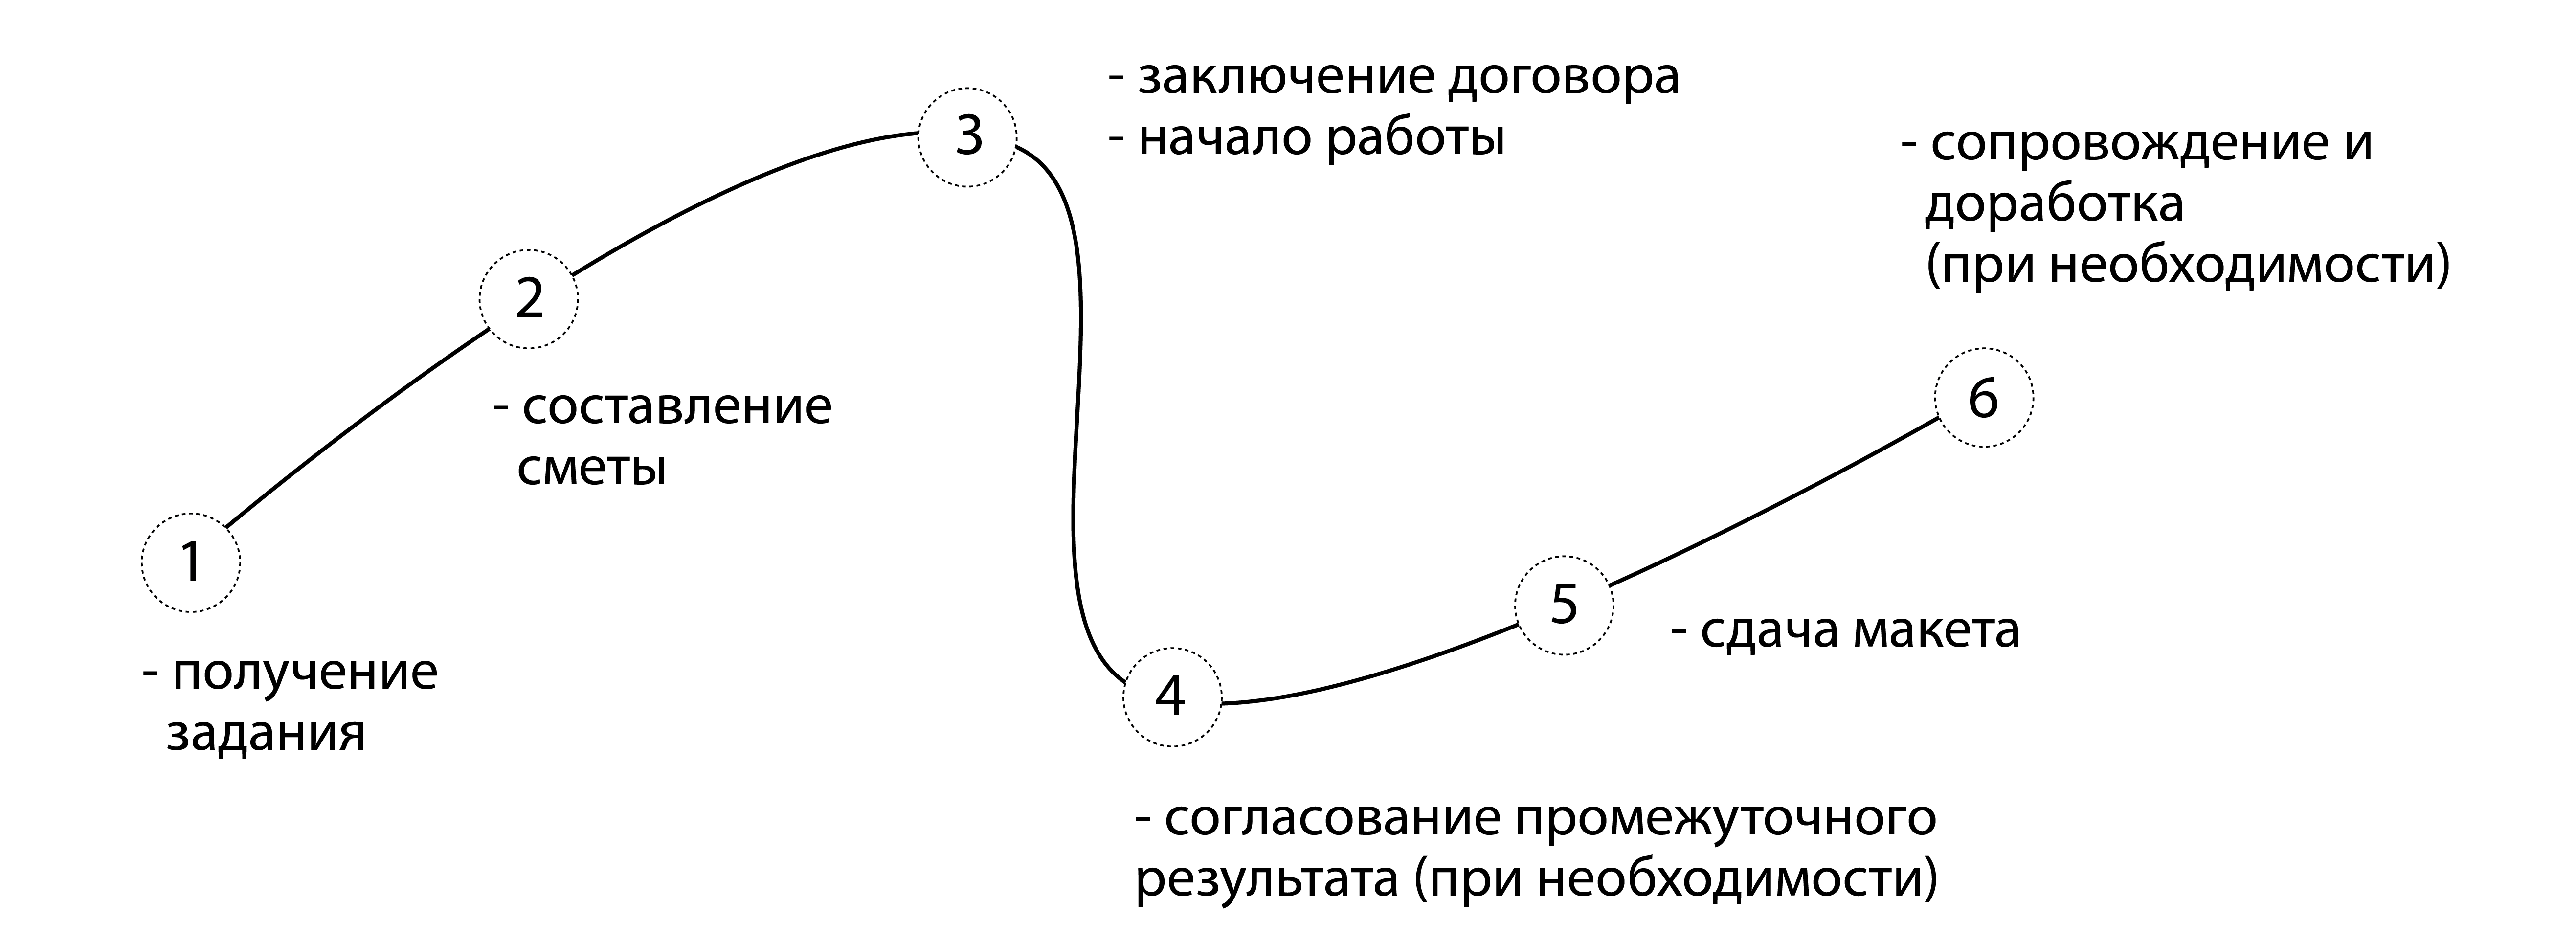 1
- получение
задания
2
- составление
сметы
3
- заключение договора
- начало работы
4
- согласование промежуточного
результата (при необходимости)
5
- сдача макета
6
- сопровождение и
доработка
(при необходимости)